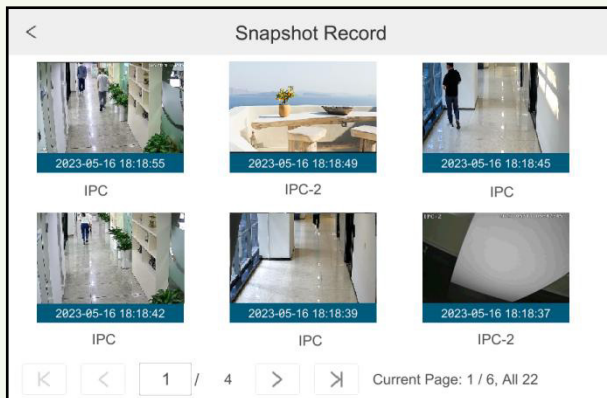 Snapshot Record
2023-05-16 18:18:55
2023-05-16 18:18:49
2023-05-16 18:18:45
IPC
IPC-2
IPC
IPC-2
2023-05-16 18:18:42
2023-05-16 18:18:39
2023-05-16 18:18:37
IPC
IPC
IPC-2
1 / 4
Current Page: 1 / 6, All 22